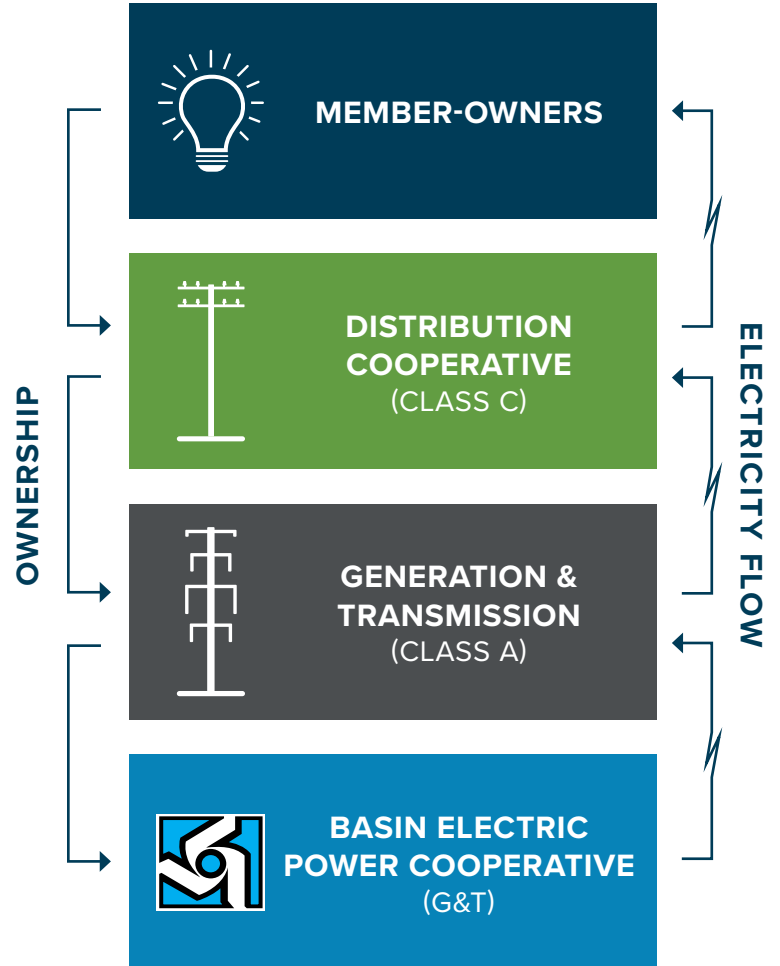 MEMBER-OWNERS
DISTRIBUTION
COOPERATIVE
(CLASS C)
GENERATION &
TRANSMISSION
(CLASS A)
BASIN ELECTRIC
POWER COOPERATIVE
(G&T)
OWNERSHIP
ELECTRICITY FLOW